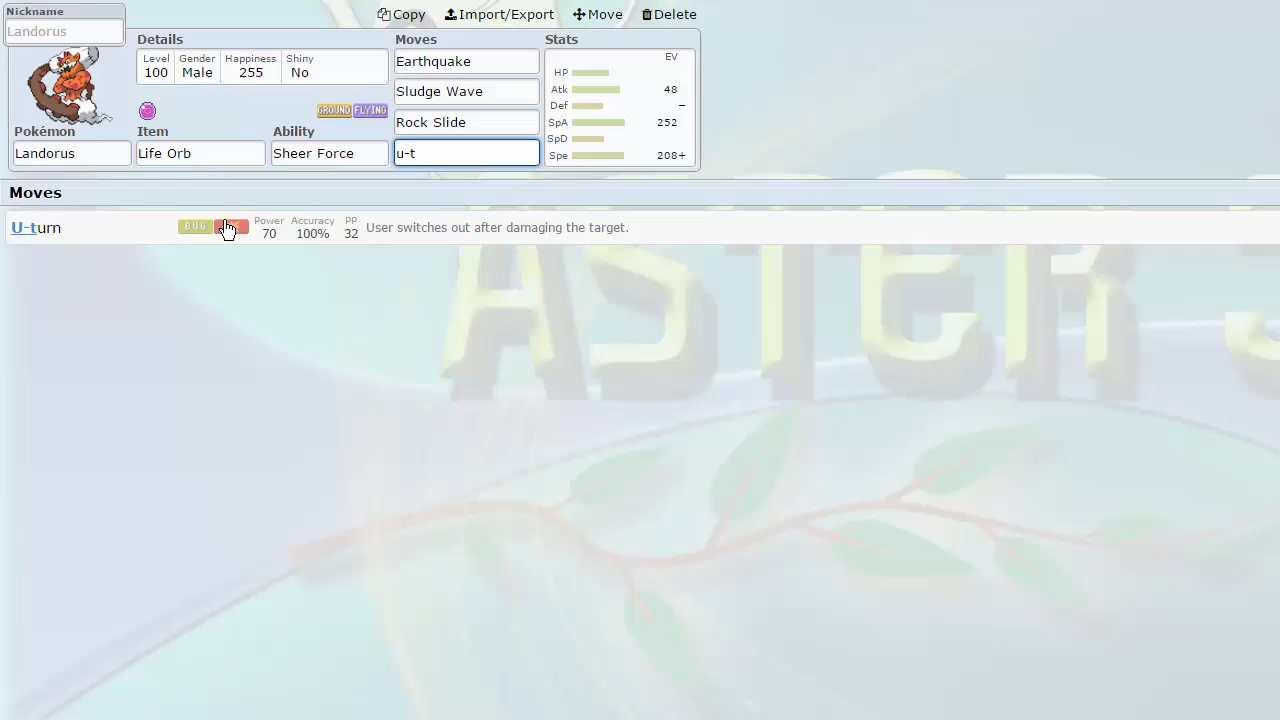 Nickname
Landorus
Copy Import/Export Move Delete
Details
Level Gender Happiness Shiny
100 Male 255 No
GROUND FLYING
Pokémon
Landorus
Item
Life Orb
Ability
Sheer Force
Moves
Earthquake
Sludge Wave
Rock Slide
u-t
Stats
EV
HP
Atk 48
Def –
SpA 252
SpD
Spe 208+
Moves
U-turn BUG Power 70 Accuracy 100% PP 32 User switches out after damaging the target.
ASTER